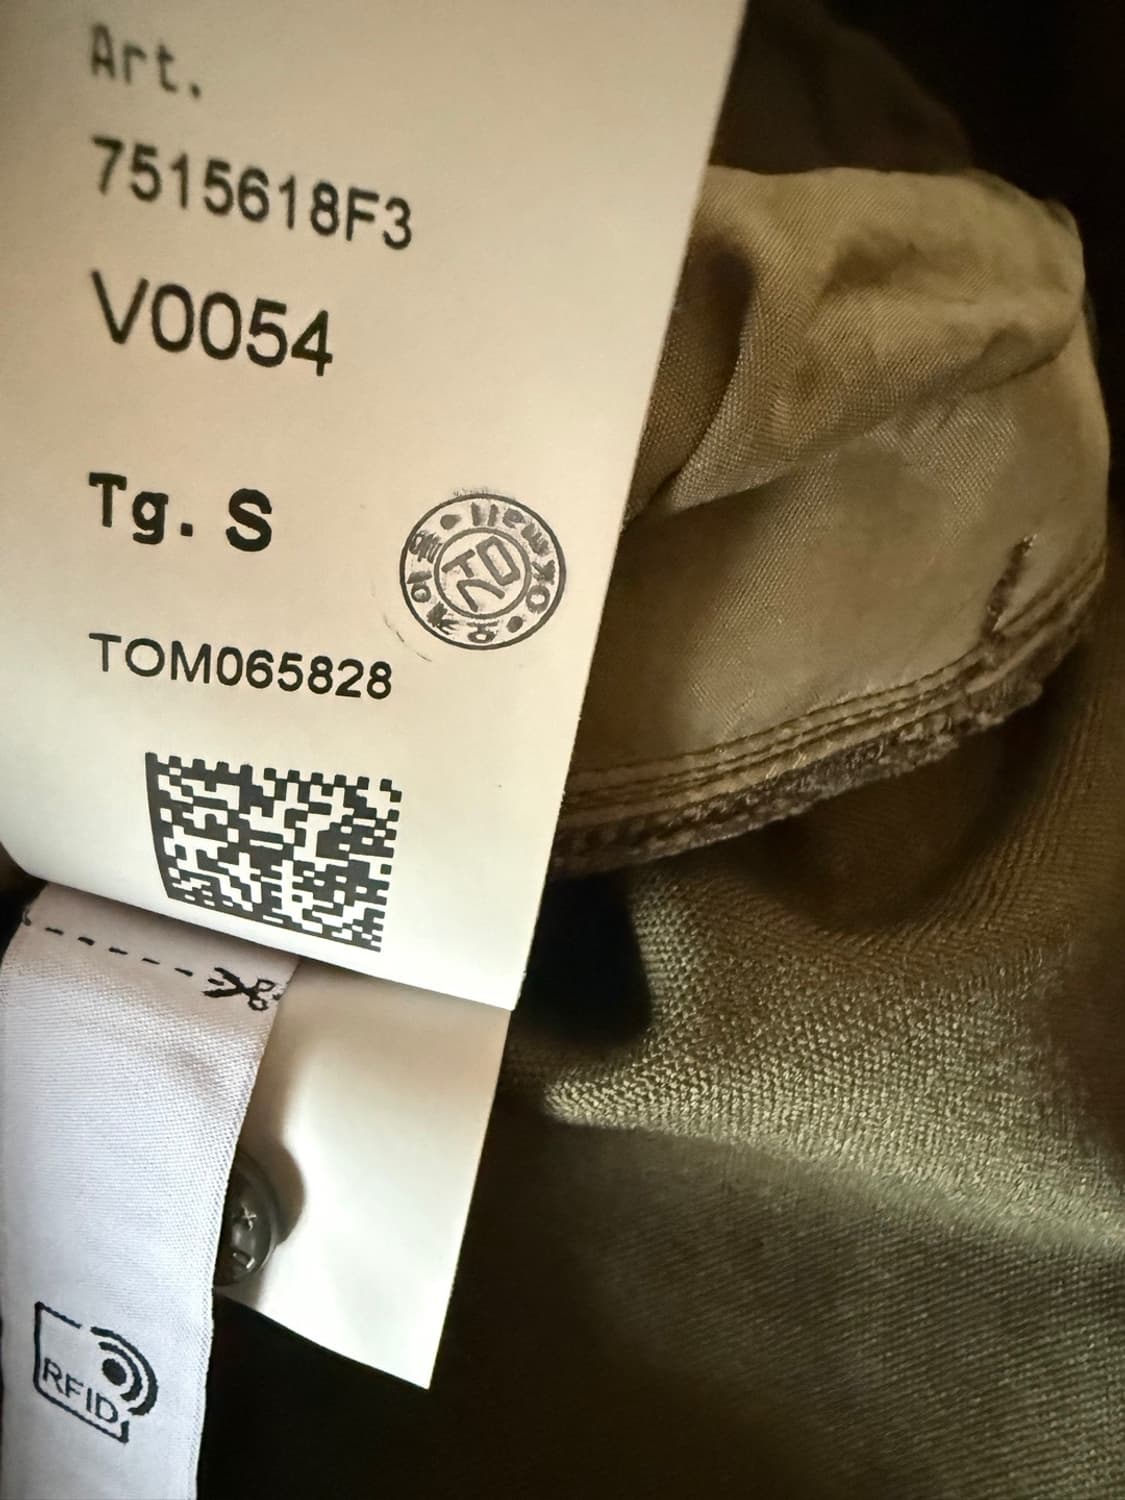 Art.
7515618F3
V0054
Tg. S
TOM065828
RFID